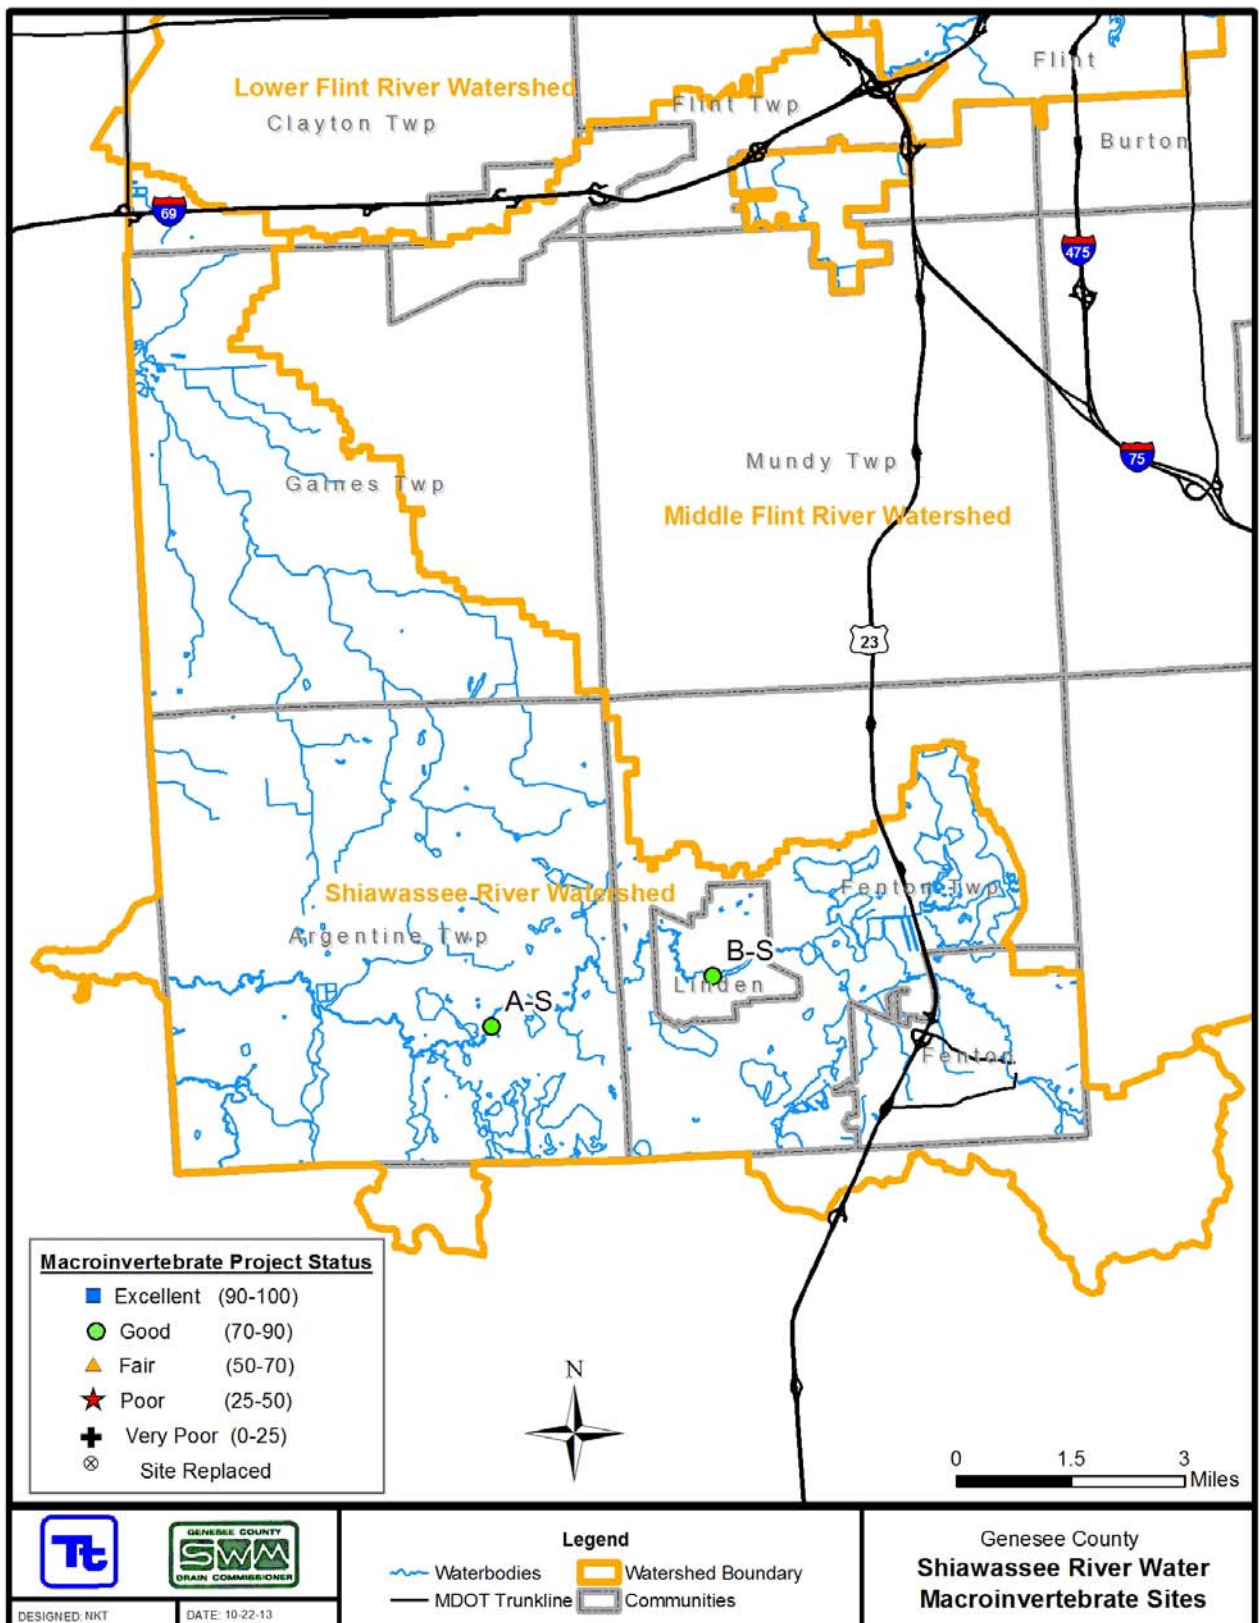 Lower Flint River Watershed
Clayton Twp
Flint Twp
Flint
Burton
69
475
Gaines Twp
Mundy Twp
75
Middle Flint River Watershed
23
Shiawassee River Watershed
Fenton Twp
Argentine Twp
B-S
Linden
A-S
Fenton
Macroinvertebrate Project Status
Excellent (90-100)
Good (70-90)
Fair (50-70)
Poor (25-50)
Very Poor (0-25)
Site Replaced
N
0 1.5 3
Miles
Tt
GENESEE COUNTY
SWM
DRAIN COMMISSIONER
DESIGNED: NKT
DATE: 10-22-13
Legend
Waterbodies
Watershed Boundary
MDOT Trunkline
Communities
Genesee County
Shiawassee River Water
Macroinvertebrate Sites